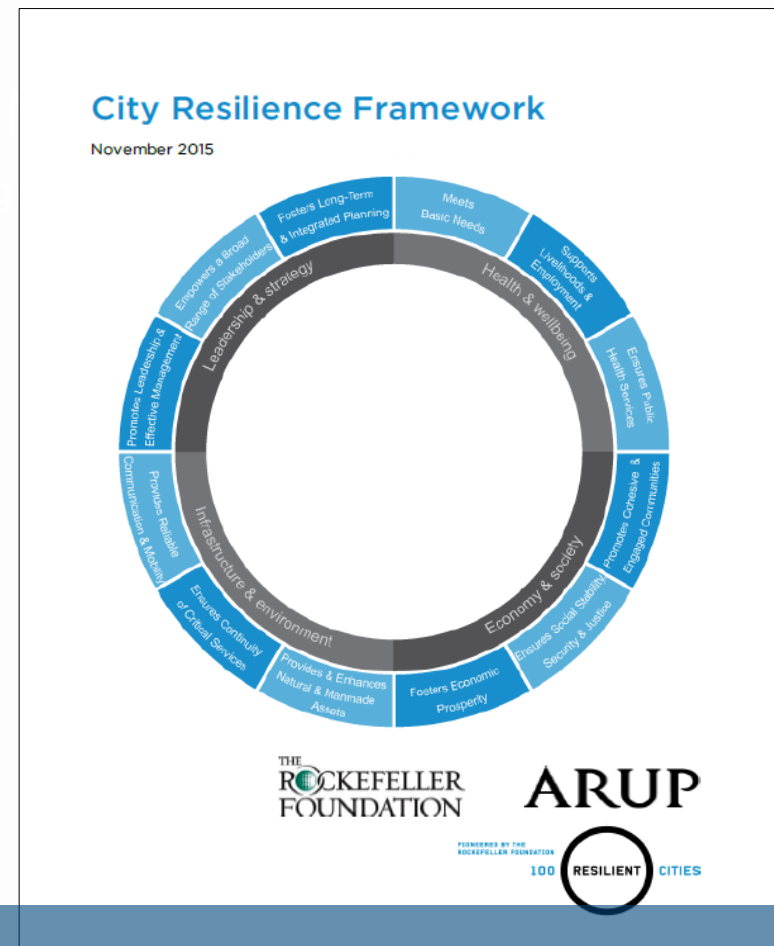 City Resilience Framework
November 2015
Meets
Basic Needs
Supports
Livelihoods &
Employment
Ensures Public
Health Services
Promotes Cohesive &
Engaged Communities
Ensures Social Stability
Security & Justice
Fosters Economic
Prosperity
Provides & Enhances
Natural & Manmade
Assets
Ensures Continuity
of Critical Services
Provides Reliable
Communication & Mobility
Promotes Leadership &
Effective Management
Empowers a Broad
Range of Stakeholders
Fosters Long-Term
& Integrated Planning
Health & wellbeing
Economy & society
Infrastructure & environment
Leadership & strategy
THE
ROCKEFELLER
FOUNDATION
ARUP
PIONEERED BY THE
ROCKEFELLER FOUNDATION
100 RESILIENT CITIES